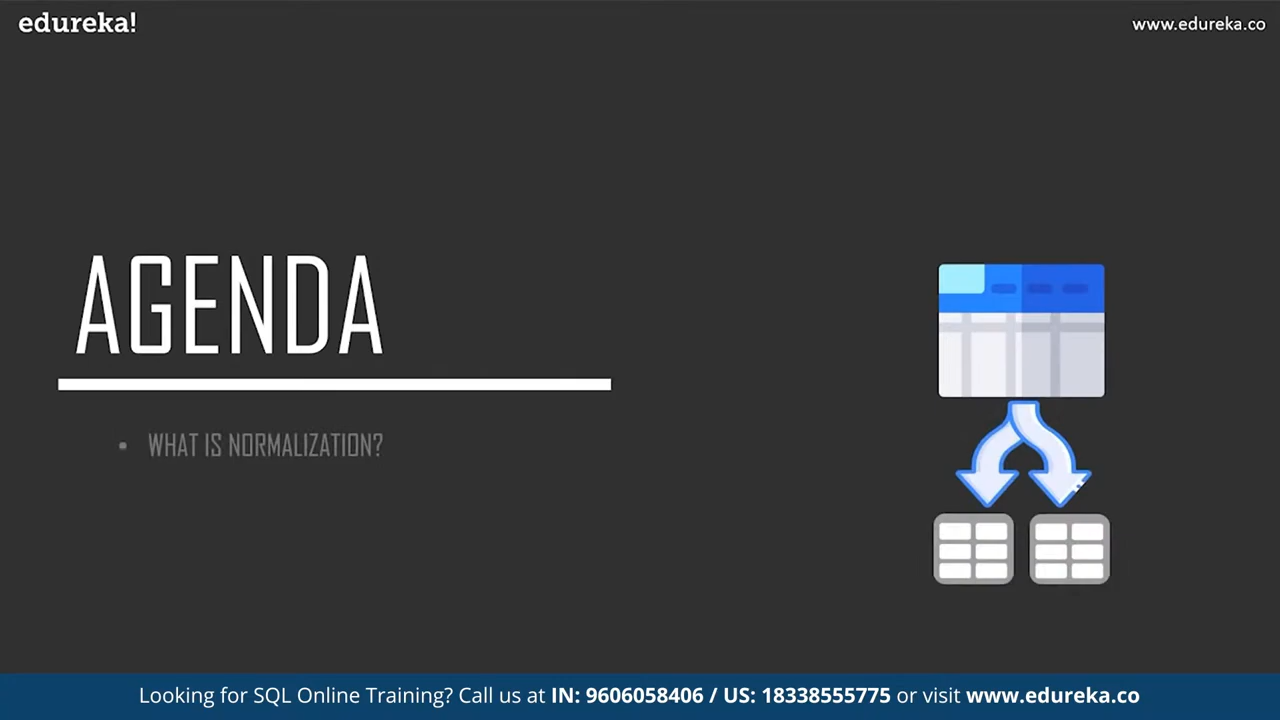 edureka!
www.edureka.co
AGENDA
• WHAT IS NORMALIZATION?
Looking for SQL Online Training? Call us at IN: 9606058406 / US: 18338555775 or visit www.edureka.co